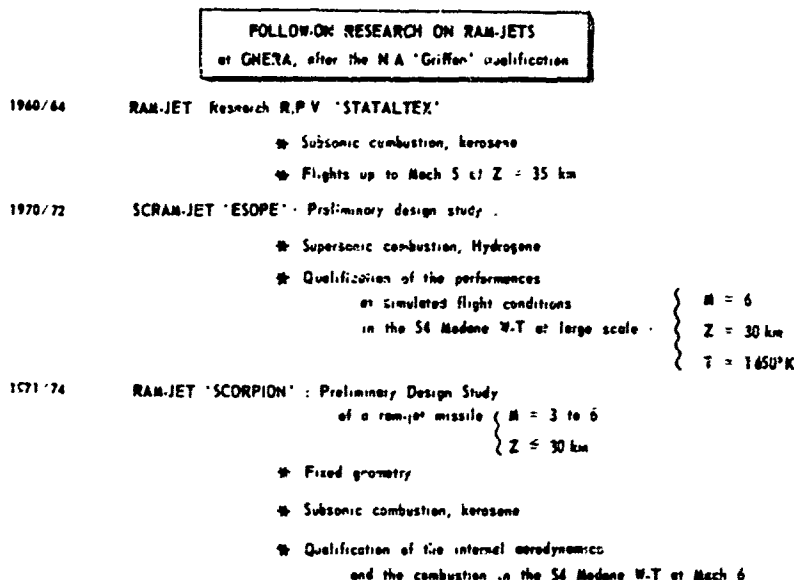 FOLLOW-ON RESEARCH ON RAM-JETS
at ONERA, after the N A 'Griffon' qualification
1960/64 RAM-JET Research R.P V 'STATALTEX'
* Subsonic combustion, kerosene
* Flights up to Mach 5 at Z = 35 km
1970/72 SCRAM-JET 'ESOPE' · Preliminary design study .
* Supersonic combustion, Hydrogene
* Qualification of the performances
at simulated flight conditions
in the S4 Modane W-T at large scale · { M = 6
Z = 30 km
T = 1650°K
1971/74 RAM-JET 'SCORPION' : Preliminary Design Study
of a ram-jet missile { M = 3 to 6
Z ≤ 30 km
* Fixed geometry
* Subsonic combustion, kerosene
* Qualification of the internal aerodynamics
and the combustion in the S4 Modane W-T at Mach 6